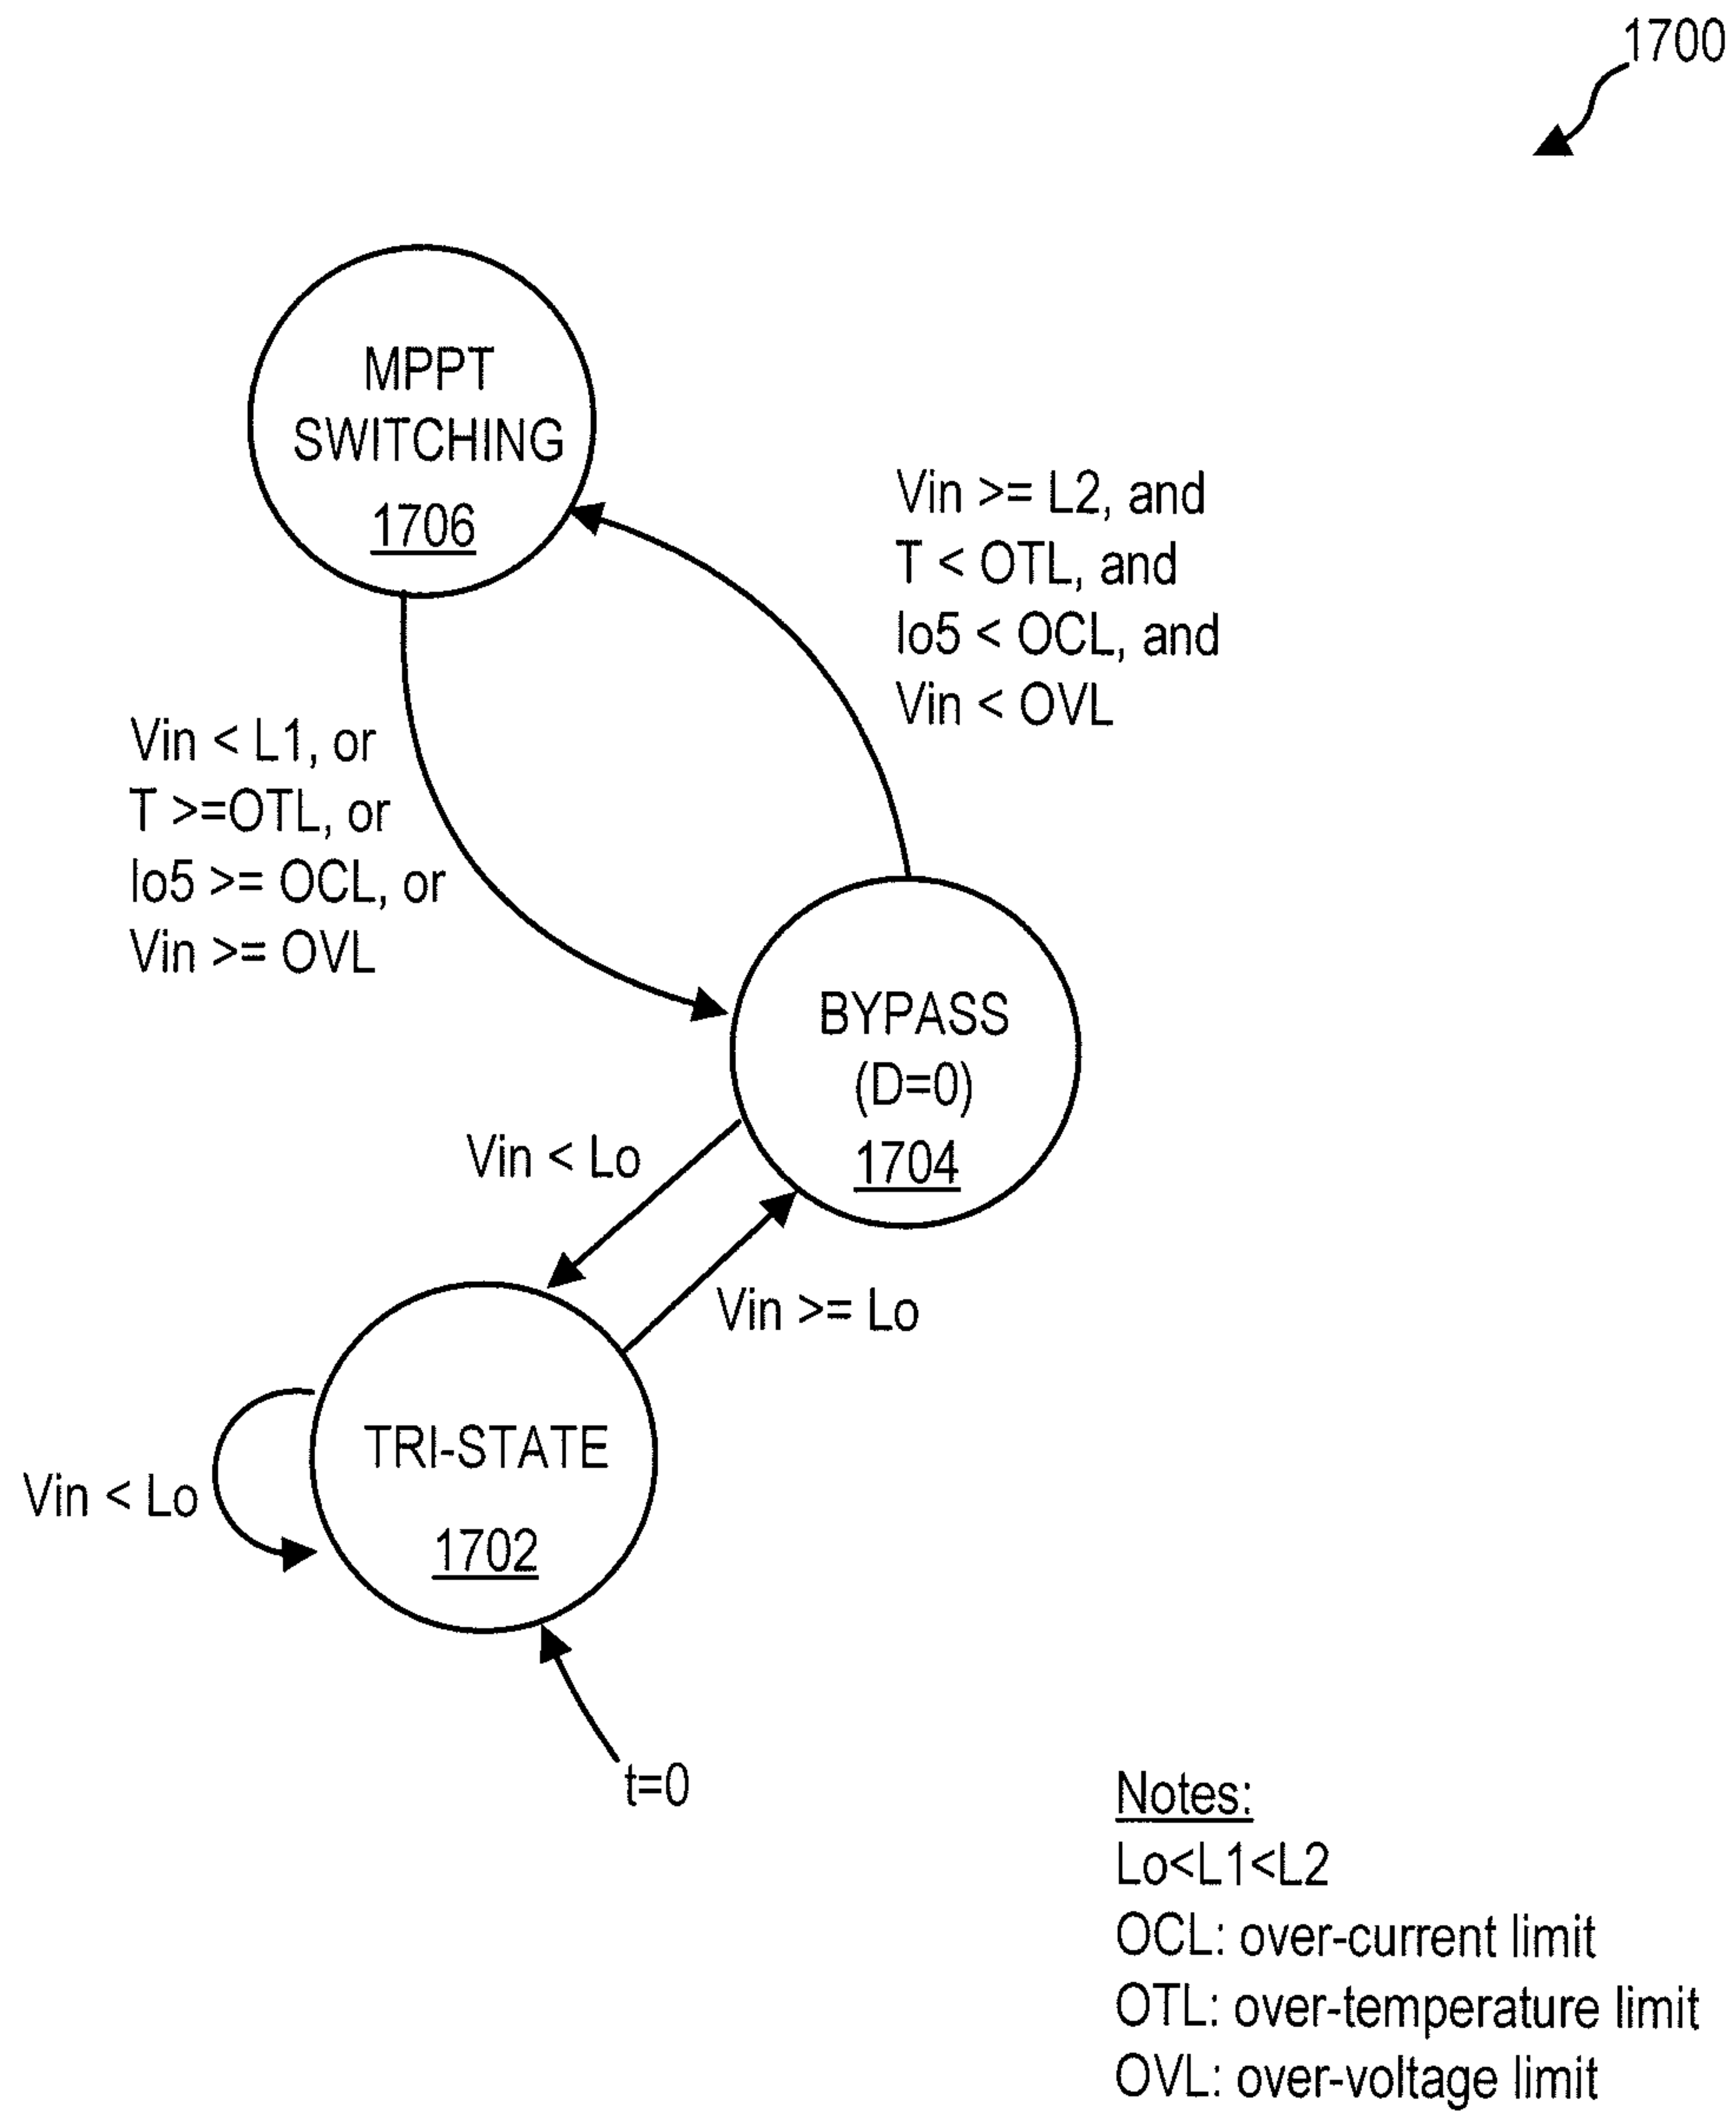 1700
MPPT
SWITCHING
1706
Vin >= L2, and
T < OTL, and
Io5 < OCL, and
Vin < OVL
Vin < L1, or
T >=OTL, or
Io5 >= OCL, or
Vin >= OVL
BYPASS
(D=0)
1704
Vin < Lo
Vin >= Lo
TRI-STATE
1702
Vin < Lo
t=0
Notes:
Lo<L1<L2
OCL: over-current limit
OTL: over-temperature limit
OVL: over-voltage limit